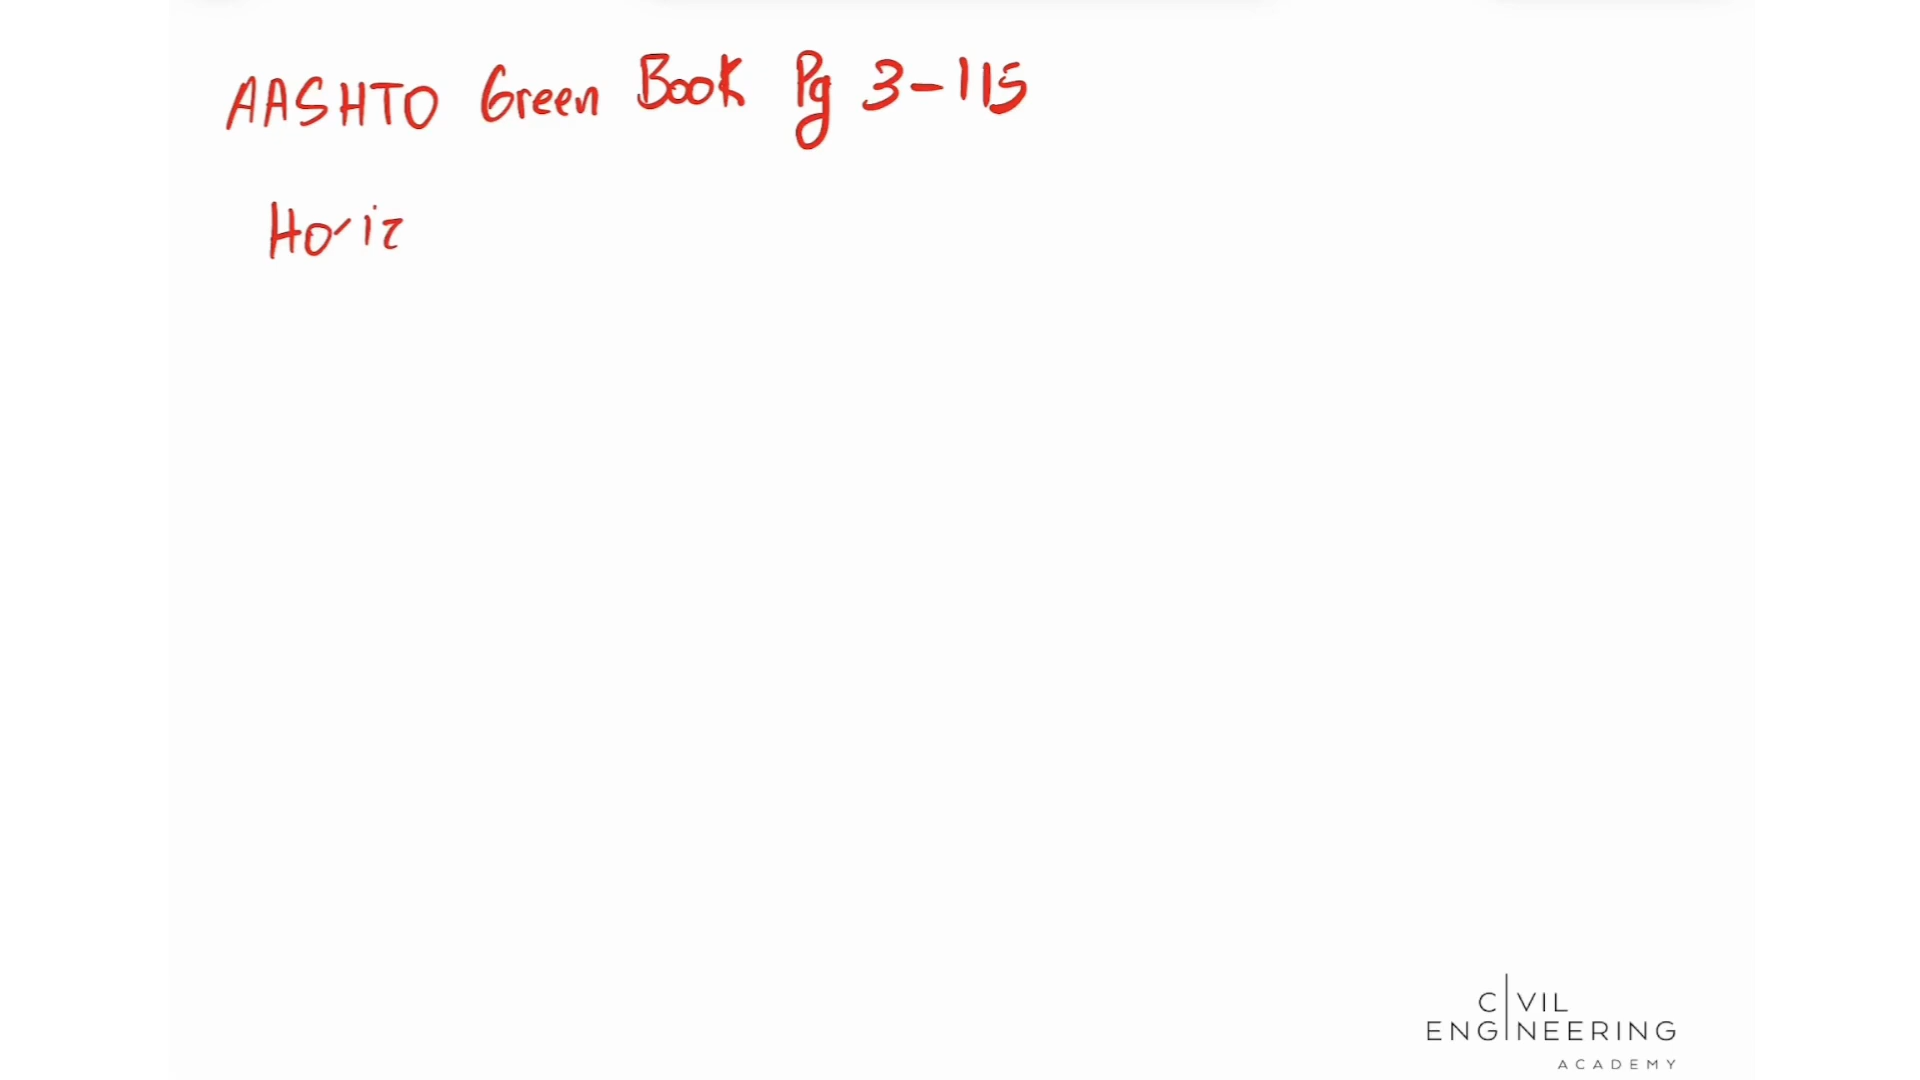 AASHTO Green Book Pg 3-115
Horiz
CIVIL
ENGINEERING
ACADEMY